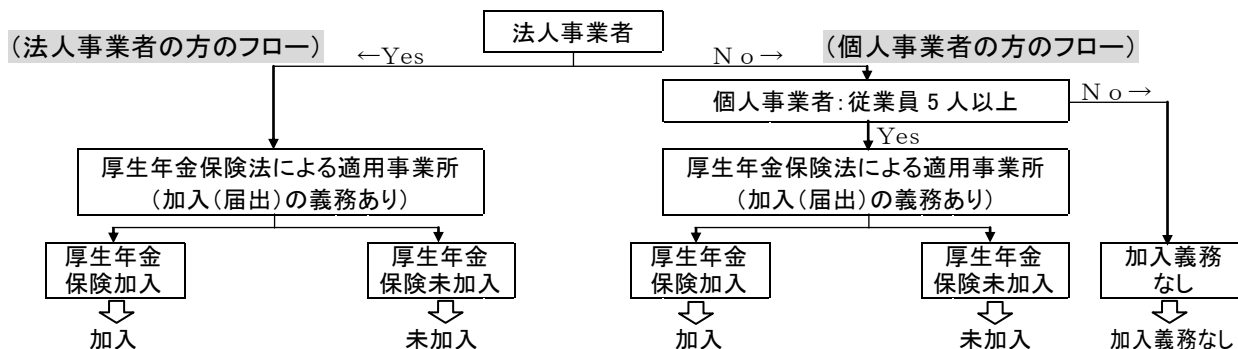 法人事業者
(法人事業者の方のフロー)
←Yes
No→
(個人事業者の方のフロー)
個人事業者:従業員 5 人以上
No→
Yes
厚生年金保険法による適用事業所
(加入(届出)の義務あり)
厚生年金保険法による適用事業所
(加入(届出)の義務あり)
厚生年金
保険加入
厚生年金
保険未加入
厚生年金
保険加入
厚生年金
保険未加入
加入義務
なし
加入
未加入
加入
未加入
加入義務なし